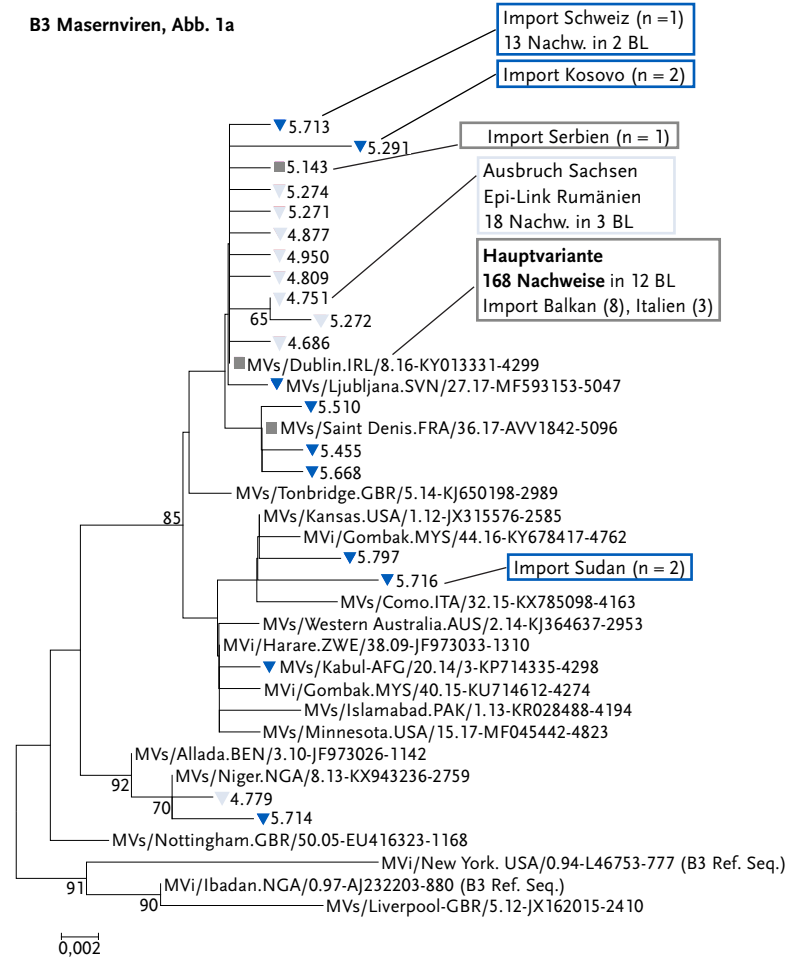 B3 Masernviren, Abb. 1a
Import Schweiz (n =1)
13 Nachw. in 2 BL
Import Kosovo (n = 2)
5.713
5.291
Import Serbien (n = 1)
5.143
Ausbruch Sachsen
Epi-Link Rumänien
18 Nachw. in 3 BL
5.274
5.271
4.877
4.950
Hauptvariante
168 Nachweise in 12 BL
Import Balkan (8), Italien (3)
4.809
4.751
65
5.272
4.686
MVs/Dublin.IRL/8.16-KY013331-4299
MVs/Ljubljana.SVN/27.17-MF593153-5047
5.510
MVs/Saint Denis.FRA/36.17-AVV1842-5096
5.455
5.668
MVs/Tonbridge.GBR/5.14-KJ650198-2989
85
MVs/Kansas.USA/1.12-JX315576-2585
MVi/Gombak.MYS/44.16-KY678417-4762
5.797
Import Sudan (n = 2)
5.716
MVs/Como.ITA/32.15-KX785098-4163
MVs/Western Australia.AUS/2.14-KJ364637-2953
MVi/Harare.ZWE/38.09-JF973033-1310
MVs/Kabul-AFG/20.14/3-KP714335-4298
MVi/Gombak.MYS/40.15-KU714612-4274
MVs/Islamabad.PAK/1.13-KR028488-4194
MVs/Minnesota.USA/15.17-MF045442-4823
MVs/Allada.BEN/3.10-JF973026-1142
92
MVs/Niger.NGA/8.13-KX943236-2759
70
4.779
5.714
MVs/Nottingham.GBR/50.05-EU416323-1168
MVi/New York. USA/0.94-L46753-777 (B3 Ref. Seq.)
91
MVi/Ibadan.NGA/0.97-AJ232203-880 (B3 Ref. Seq.)
90
MVs/Liverpool-GBR/5.12-JX162015-2410
0,002